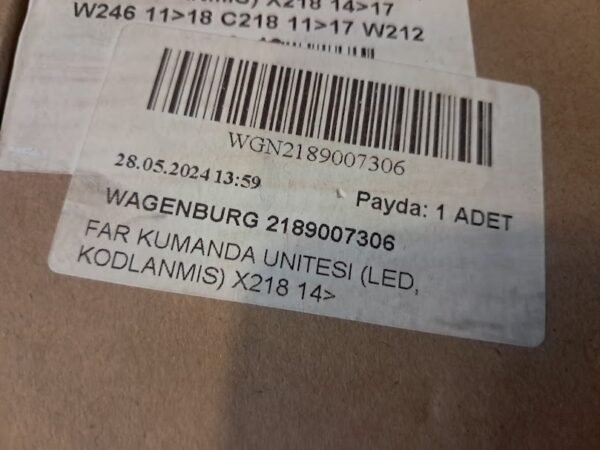 X218 14>17
W246 11>18 C218 11>17 W212
WGN2189007306
28.05.2024 13:59
Payda: 1 ADET
WAGENBURG 2189007306
FAR KUMANDA UNITESI (LED,
KODLANMIS) X218 14>